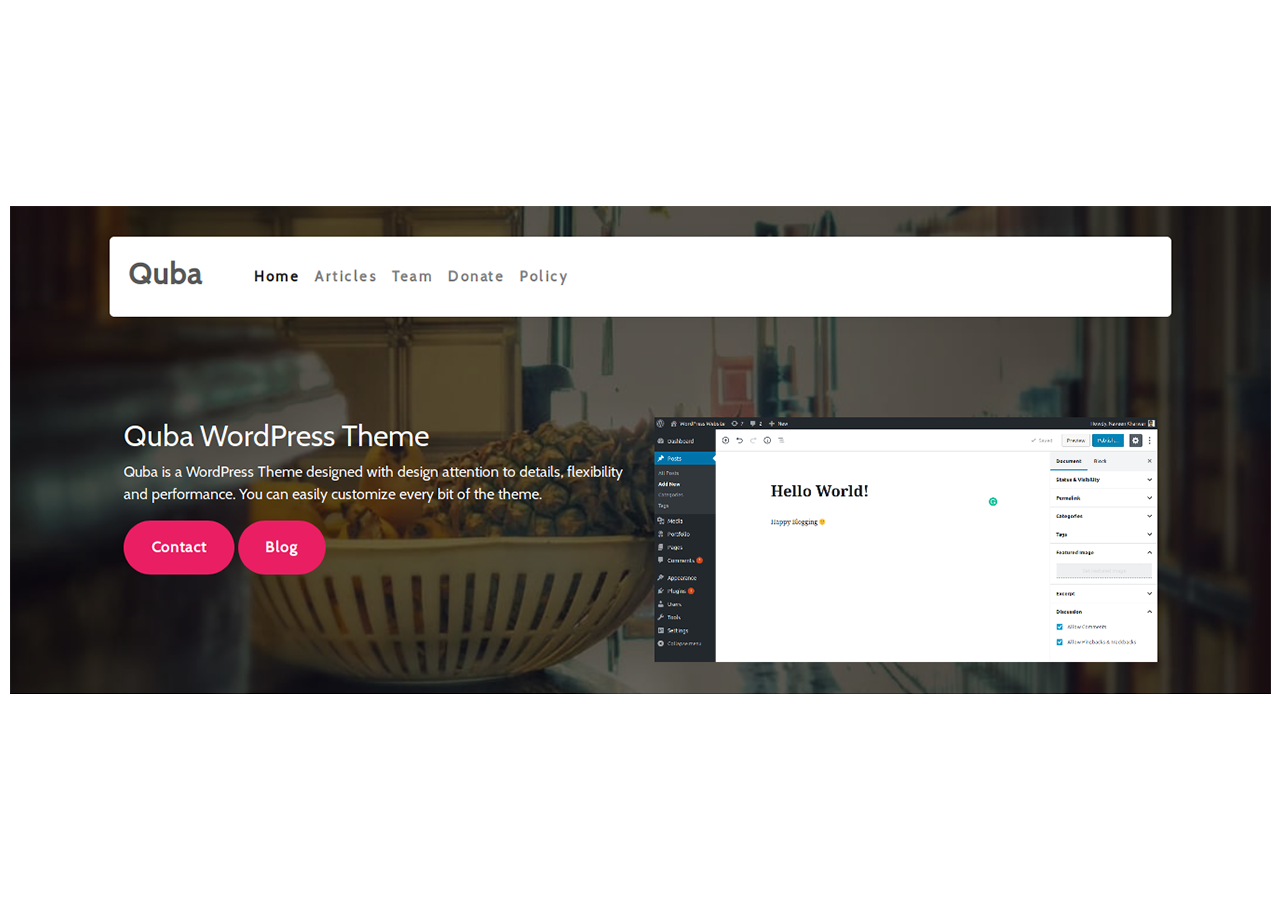 Quba
Home Articles Team Donate Policy
Quba WordPress Theme
Quba is a WordPress Theme designed with design attention to details, flexibility
and performance. You can easily customize every bit of the theme.
Contact Blog
WordPress Website 7 2 New
Howdy, Naveen Kharwar
Dashboard
Posts
All Posts
Add New
Categories
Tags
Media
Portfolio
Pages
Comments
Appearance
Plugins
Users
Tools
Settings
Collapse menu
Saved Preview Publish...
Hello World!
Happy Blogging
Document Block
Status & Visibility
Permalink
Categories
Tags
Featured Image
Excerpt
Discussion
Allow Comments
Allow Pingbacks & Trackbacks